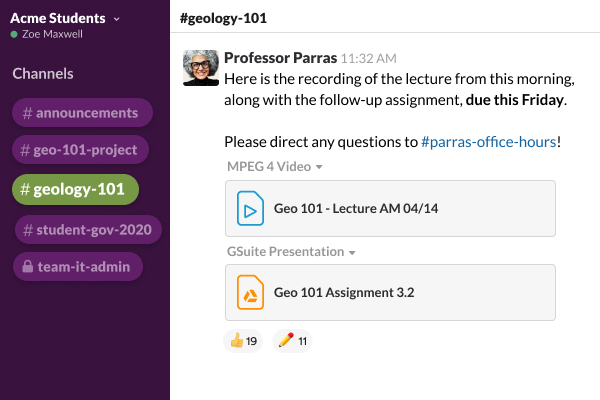 Acme Students
Zoe Maxwell
Channels
# announcements
# geo-101-project
# geology-101
# student-gov-2020
team-it-admin
#geology-101
Professor Parras 11:32 AM
Here is the recording of the lecture from this morning,
along with the follow-up assignment, due this Friday.
Please direct any questions to #parras-office-hours!
MPEG 4 Video
Geo 101 - Lecture AM 04/14
GSuite Presentation
Geo 101 Assignment 3.2
19
11